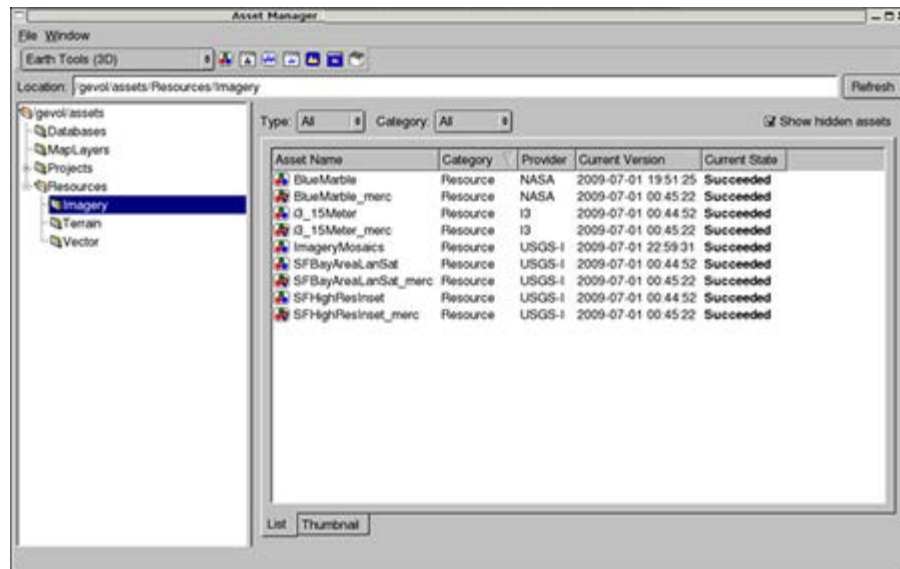 Asset Manager
File Window
Earth Tools (3D)
Location: /gevol/assets/Resources/Imagery Refresh
/gevol/assets
Databases
MapLayers
Projects
Resources
Imagery
Terrain
Vector
Type: All Category: All Show hidden assets
Asset Name Category Provider Current Version Current State
BlueMarble Resource NASA 2009-07-01 19:51:25 Succeeded
BlueMarble_merc Resource NASA 2009-07-01 00:45:22 Succeeded
i3_15Meter Resource I3 2009-07-01 00:44:52 Succeeded
i3_15Meter_merc Resource I3 2009-07-01 00:45:22 Succeeded
ImageryMosaics Resource USGS-I 2009-07-01 22:59:31 Succeeded
SFBayAreaLanSat Resource USGS-I 2009-07-01 00:44:52 Succeeded
SFBayAreaLanSat_merc Resource USGS-I 2009-07-01 00:45:22 Succeeded
SFHighResInset Resource USGS-I 2009-07-01 00:44:52 Succeeded
SFHighResInset_merc Resource USGS-I 2009-07-01 00:45:22 Succeeded
List Thumbnail